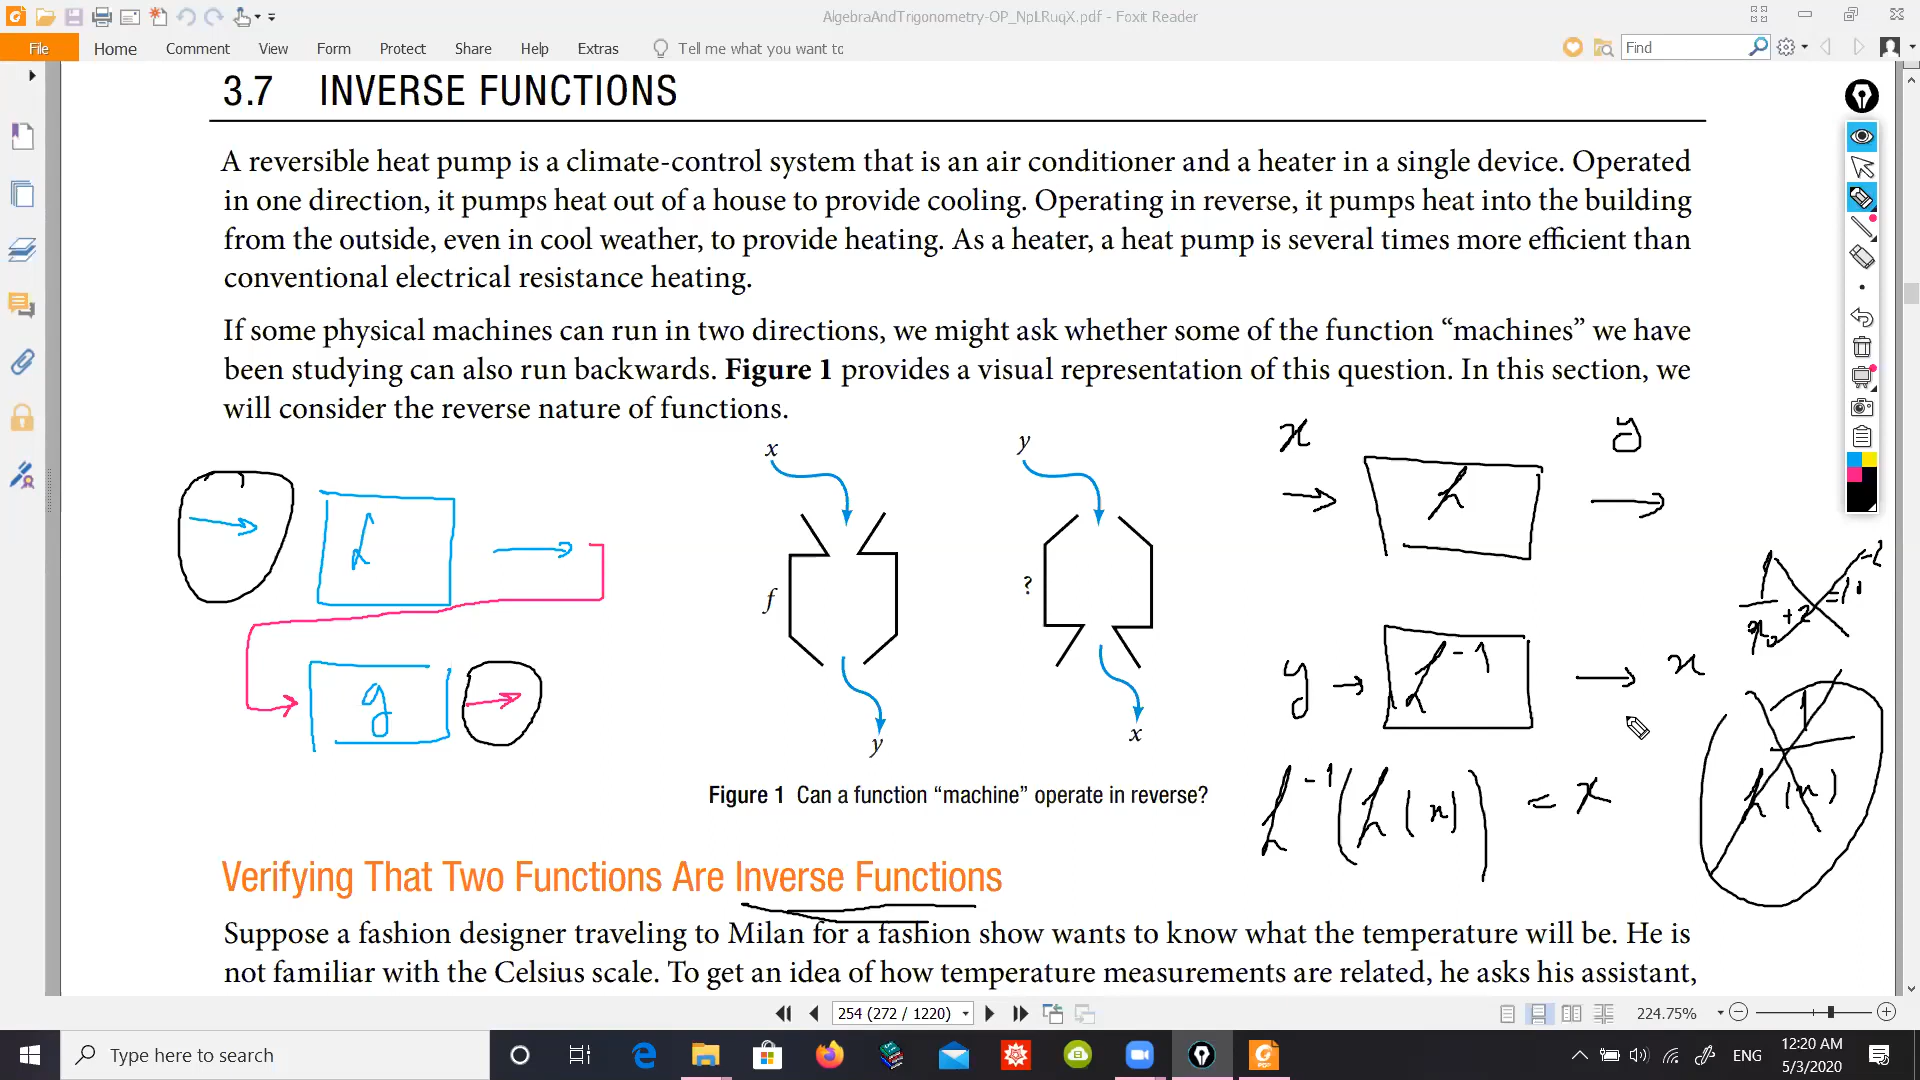 AlgebraAndTrigonometry-OP_NpLRuqX.pdf - Foxit Reader
File Home Comment View Form Protect Share Help Extras Tell me what you want to Find
3.7 INVERSE FUNCTIONS
A reversible heat pump is a climate-control system that is an air conditioner and a heater in a single device. Operated
in one direction, it pumps heat out of a house to provide cooling. Operating in reverse, it pumps heat into the building
from the outside, even in cool weather, to provide heating. As a heater, a heat pump is several times more efficient than
conventional electrical resistance heating.
If some physical machines can run in two directions, we might ask whether some of the function “machines” we have
been studying can also run backwards. Figure 1 provides a visual representation of this question. In this section, we
will consider the reverse nature of functions.
x y
f ?
y x
x y
f
f
g
y f⁻¹ x
f⁻¹(f(x)) = x
Figure 1 Can a function “machine” operate in reverse?
Verifying That Two Functions Are Inverse Functions
Suppose a fashion designer traveling to Milan for a fashion show wants to know what the temperature will be. He is
not familiar with the Celsius scale. To get an idea of how temperature measurements are related, he asks his assistant,
254 (272 / 1220) 224.75%
Type here to search
ENG
12:20 AM
5/3/2020